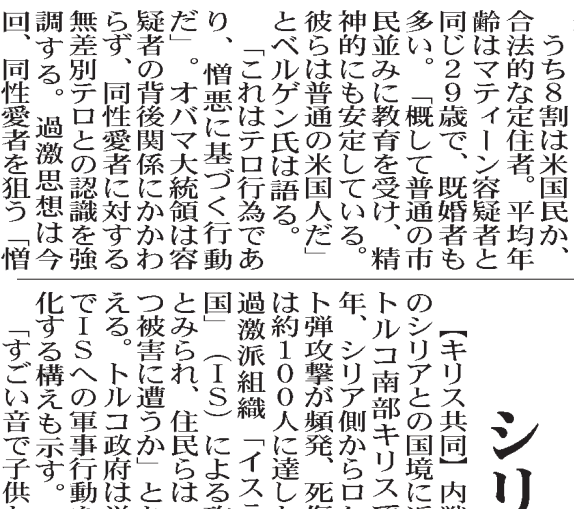 うち８割は米国民か、
合法的な定住者。平均年
齢はマティーン容疑者と
同じ２９歳で、既婚者も
多い。「概して普通の市
民並みに教育を受け、精
神的にも安定している。
彼らは普通の米国人だ」
とベルゲン氏は語る。
「これはテロ行為であ
り、憎悪に基づく行動
だ」。オバマ大統領は容
疑者の背後関係にかかわ
らず、同性愛者に対する
無差別テロとの認識を強
調する。過激思想は今
回、同性愛者を狙う「憎
シリ
【キリス共同】内戦
のシリアとの国境に近
トルコ南部キリス
年、シリア側からロ
ト弾攻撃が頻発、死傷
は約１００人に達し
過激派組織「イスラ
国」（ＩＳ）による
とみられ、住民らは
つ被害に遭うか」と
える。トルコ政府は
でＩＳへの軍事行動
化する構えも示す。
「すごい音で子供